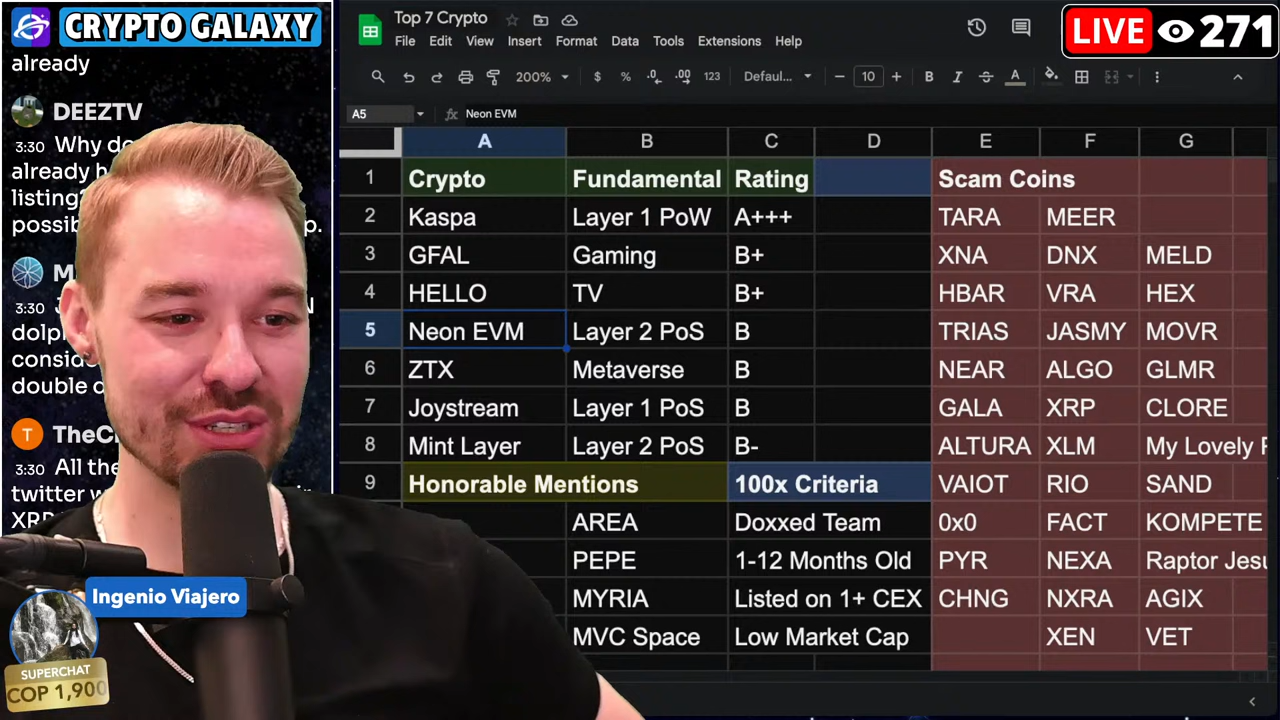 CRYPTO GALAXY
already
DEEZTV
3:30 Why do
already h
listing?
possib p.
M
3:30 N
dolp
consid
double c
TheC
3:30 All the
twitter w
XRP
Ingenio Viajero
SUPERCHAT
COP 1,900
Top 7 Crypto
File Edit View Insert Format Data Tools Extensions Help
LIVE 271
200% $ % .0 .00 123 Defaul... 10 B I S A
A5 fx Neon EVM
A B C D E F G
1 Crypto Fundamental Rating Scam Coins
2 Kaspa Layer 1 PoW A+++ TARA MEER
3 GFAL Gaming B+ XNA DNX MELD
4 HELLO TV B+ HBAR VRA HEX
5 Neon EVM Layer 2 PoS B TRIAS JASMY MOVR
6 ZTX Metaverse B NEAR ALGO GLMR
7 Joystream Layer 1 PoS B GALA XRP CLORE
8 Mint Layer Layer 2 PoS B- ALTURA XLM My Lovely P
9 Honorable Mentions 100x Criteria VAIOT RIO SAND
AREA Doxxed Team 0x0 FACT KOMPETE
PEPE 1-12 Months Old PYR NEXA Raptor Jesu
MYRIA Listed on 1+ CEX CHNG NXRA AGIX
MVC Space Low Market Cap XEN VET